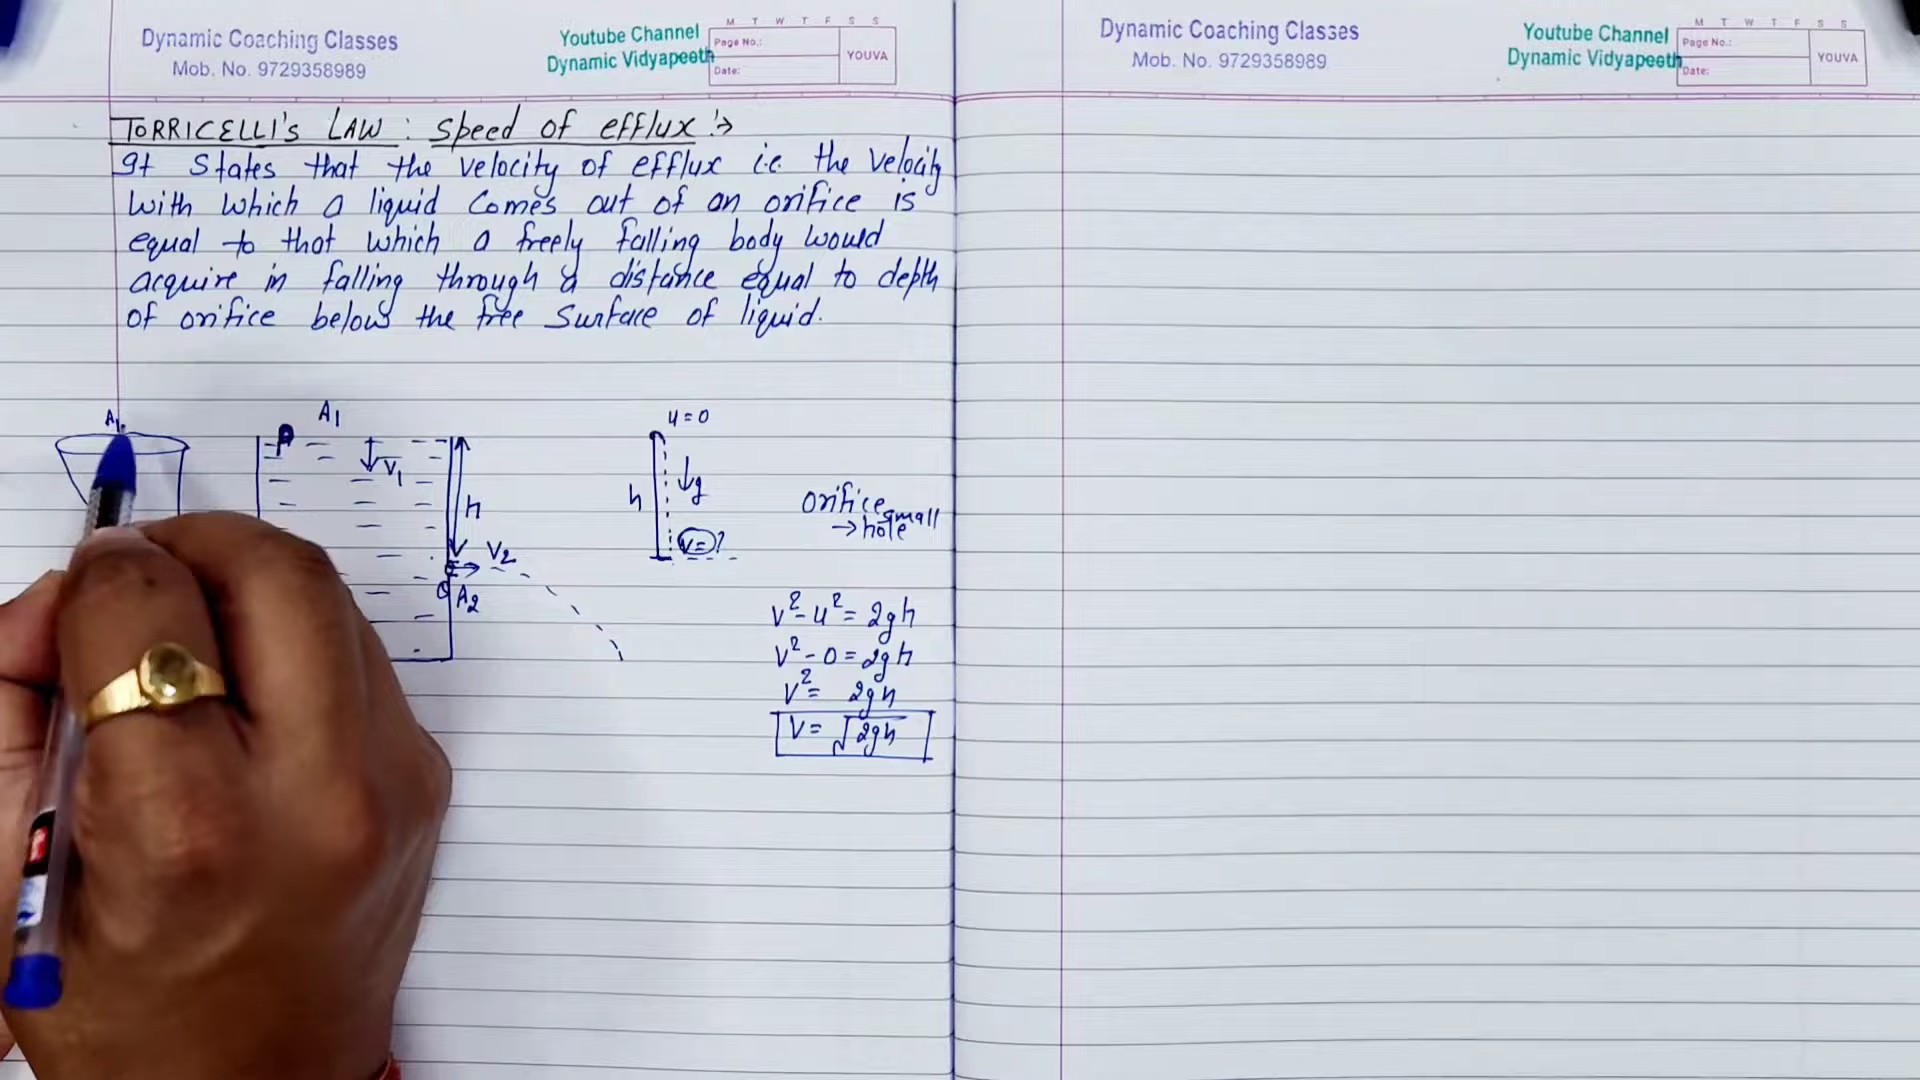 Dynamic Coaching Classes
Mob. No. 9729358989
Youtube Channel
Dynamic Vidyapeeth
M T W T F S S
Page No.:
Date:
YOUVA
TORRICELLI's LAW : Speed of efflux :→
It states that the velocity of efflux i.e. the velocity
with which a liquid comes out of an orifice is
equal to that which a freely falling body would
acquire in falling through a distance equal to depth
of orifice below the free surface of liquid.
A1
A1
P
V1
h
V2
A2
u = 0
h
↓g
v = ?
Orifice
→ small
hole
v² - u² = 2gh
v² - 0 = 2gh
v² = 2gh
v = √2gh
Dynamic Coaching Classes
Mob. No. 9729358989
Youtube Channel
Dynamic Vidyapeeth
M T W T F S S
Page No.:
Date:
YOUVA